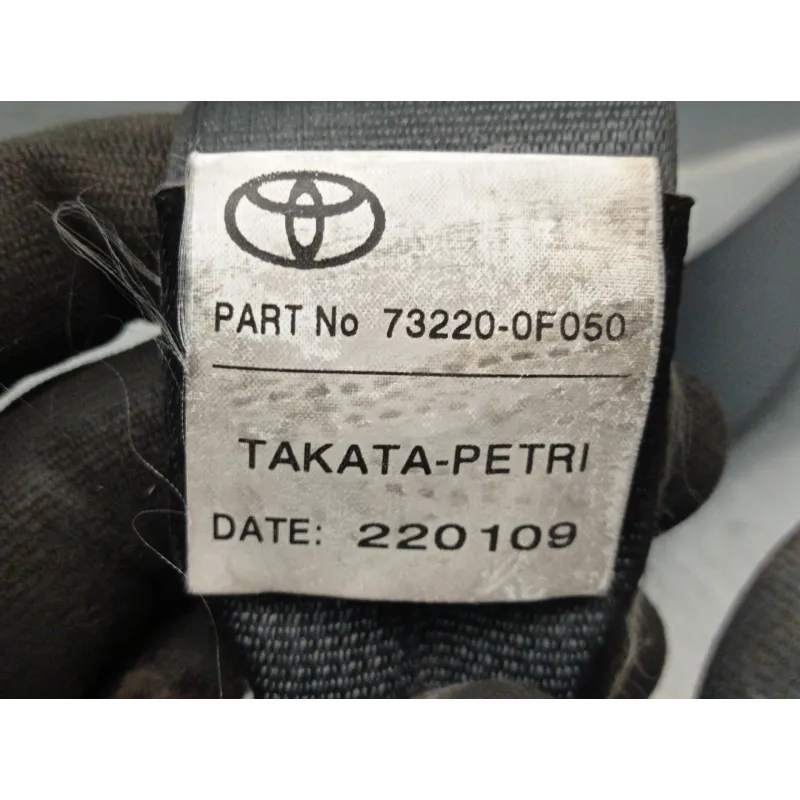 PART No 73220-0F050
TAKATA-PETRI
DATE: 220109